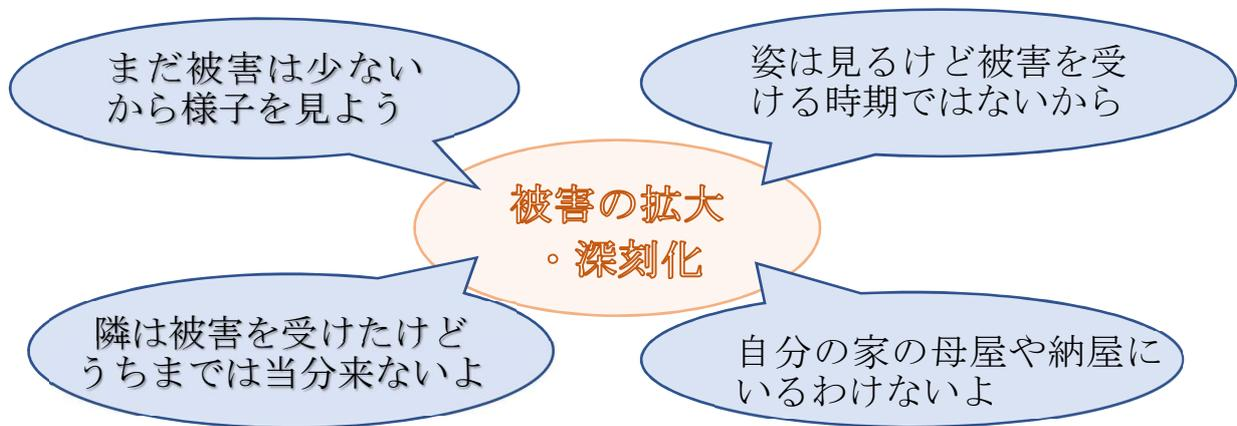 まだ被害は少ない
から様子を見よう
姿は見るけど被害を受
ける時期ではないから
被害の拡大
・深刻化
隣は被害を受けたけど
うちまでは当分来ないよ
自分の家の母屋や納屋に
いるわけないよ